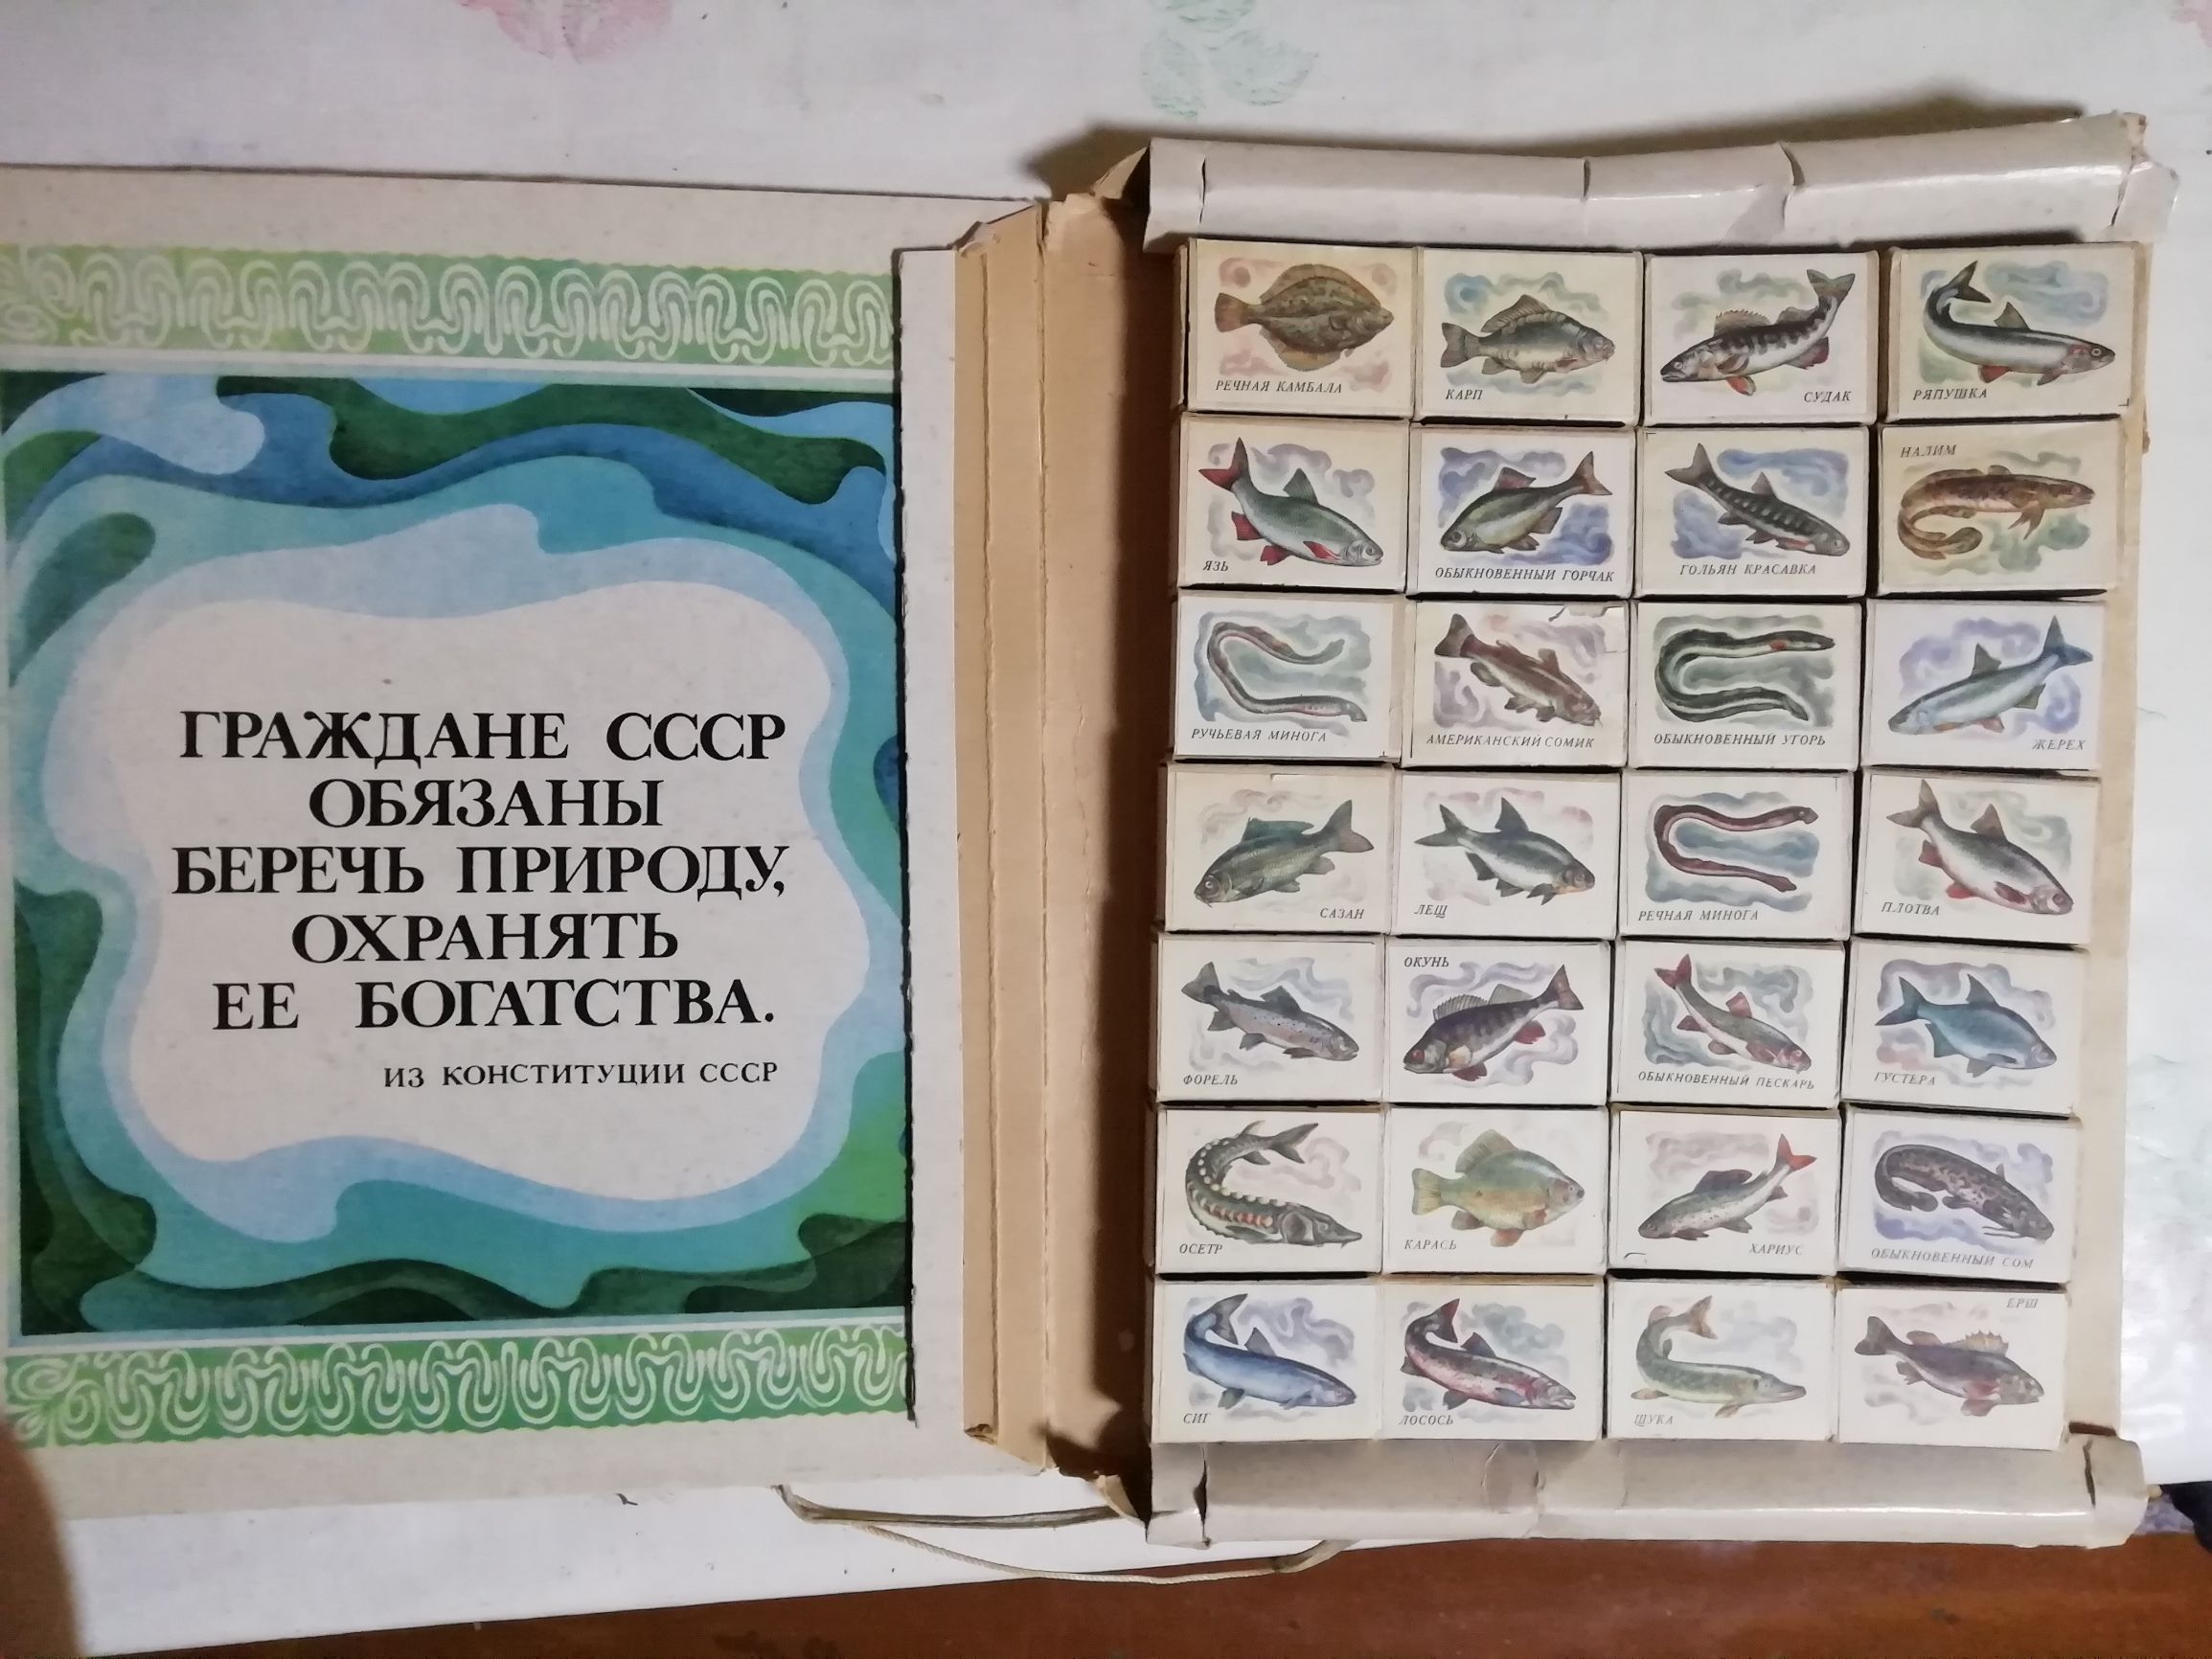 ГРАЖДАНЕ СССР
ОБЯЗАНЫ
БЕРЕЧЬ ПРИРОДУ,
ОХРАНЯТЬ
ЕЕ БОГАТСТВА.
ИЗ КОНСТИТУЦИИ СССР
РЕЧНАЯ КАМБАЛА
КАРП
СУДАК
РЯПУШКА
ЯЗЬ
ОБЫКНОВЕННЫЙ ГОРЧАК
ГОЛЬЯН КРАСАВКА
НАЛИМ
РУЧЬЕВАЯ МИНОГА
АМЕРИКАНСКИЙ СОМИК
ОБЫКНОВЕННЫЙ УГОРЬ
ЖЕРЕХ
САЗАН
ЛЕЩ
РЕЧНАЯ МИНОГА
ПЛОТВА
ФОРЕЛЬ
ОКУНЬ
ОБЫКНОВЕННЫЙ ПЕСКАРЬ
ГУСТЕРА
ОСЕТР
КАРАСЬ
ХАРИУС
ОБЫКНОВЕННЫЙ СОМ
СИГ
ЛОСОСЬ
ЩУКА
ЕРШ